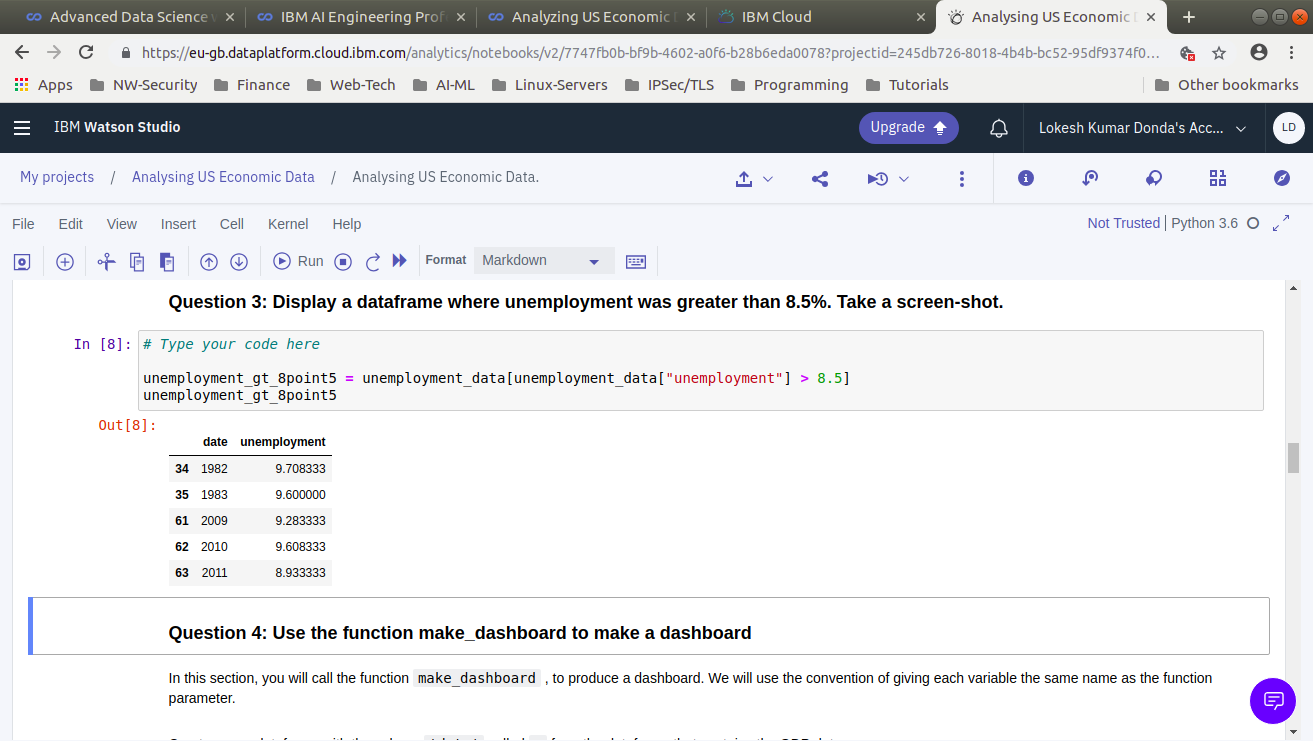 Advanced Data Science
IBM AI Engineering Prof
Analyzing US Economic
IBM Cloud
Analysing US Economic
https://eu-gb.dataplatform.cloud.ibm.com/analytics/notebooks/v2/7747fb0b-bf9b-4602-a0f6-b28b6eda0078?projectid=245db726-8018-4b4b-bc52-95df9374f0...
Apps NW-Security Finance Web-Tech AI-ML Linux-Servers IPSec/TLS Programming Tutorials Other bookmarks
IBM Watson Studio Upgrade Lokesh Kumar Donda's Acc... LD
My projects / Analysing US Economic Data / Analysing US Economic Data.
File Edit View Insert Cell Kernel Help Not Trusted | Python 3.6
Run Format Markdown
Question 3: Display a dataframe where unemployment was greater than 8.5%. Take a screen-shot.
In [8]: # Type your code here
unemployment_gt_8point5 = unemployment_data[unemployment_data["unemployment"] > 8.5]
unemployment_gt_8point5
Out[8]:
date unemployment
34 1982 9.708333
35 1983 9.600000
61 2009 9.283333
62 2010 9.608333
63 2011 8.933333
Question 4: Use the function make_dashboard to make a dashboard
In this section, you will call the function make_dashboard , to produce a dashboard. We will use the convention of giving each variable the same name as the function
parameter.